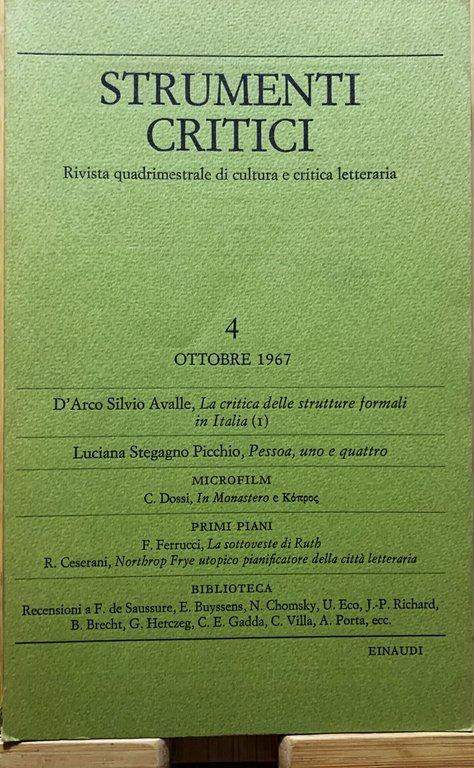 STRUMENTI
CRITICI
Rivista quadrimestrale di cultura e critica letteraria
4
OTTOBRE 1967
D'Arco Silvio Avalle, La critica delle strutture formali
in Italia (1)
Luciana Stegagno Picchio, Pessoa, uno e quattro
MICROFILM
C. Dossi, In Monastero e Κόπρος
PRIMI PIANI
F. Ferrucci, La sottoveste di Ruth
R. Ceserani, Northrop Frye utopico pianificatore della città letteraria
BIBLIOTECA
Recensioni a F. de Saussure, E. Buyssens, N. Chomsky, U. Eco, J.-P. Richard,
B. Brecht, G. Herczeg, C. E. Gadda, C. Villa, A. Porta, ecc.
EINAUDI